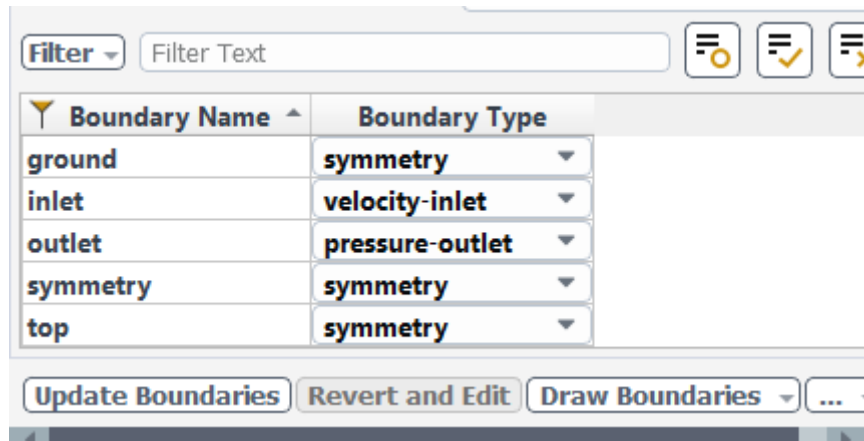 Filter Filter Text
Boundary Name Boundary Type
ground symmetry
inlet velocity-inlet
outlet pressure-outlet
symmetry symmetry
top symmetry
Update Boundaries Revert and Edit Draw Boundaries ...